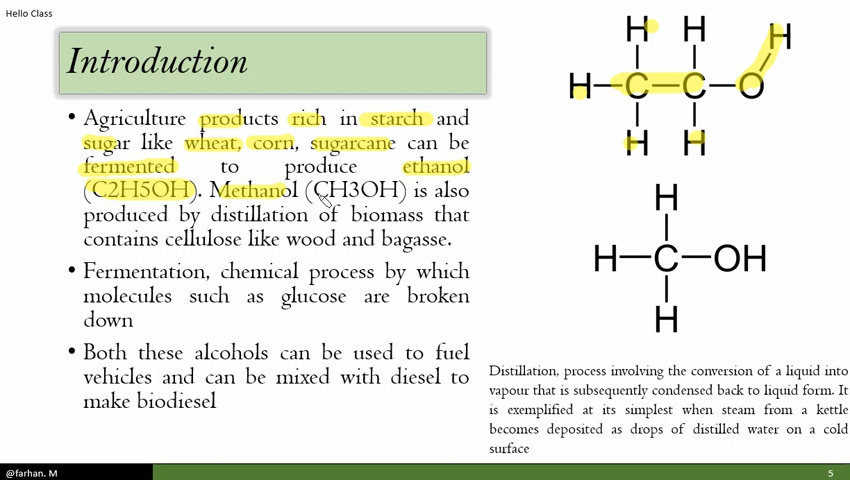 Hello Class
Introduction
• Agriculture products rich in starch and
sugar like wheat, corn, sugarcane can be
fermented to produce ethanol
(C2H5OH). Methanol (CH3OH) is also
produced by distillation of biomass that
contains cellulose like wood and bagasse.
• Fermentation, chemical process by which
molecules such as glucose are broken
down
• Both these alcohols can be used to fuel
vehicles and can be mixed with diesel to
make biodiesel
H H H
H C C O
H H
H
H C OH
H
Distillation, process involving the conversion of a liquid into
vapour that is subsequently condensed back to liquid form. It
is exemplified at its simplest when steam from a kettle
becomes deposited as drops of distilled water on a cold
surface
@farhan. M
5